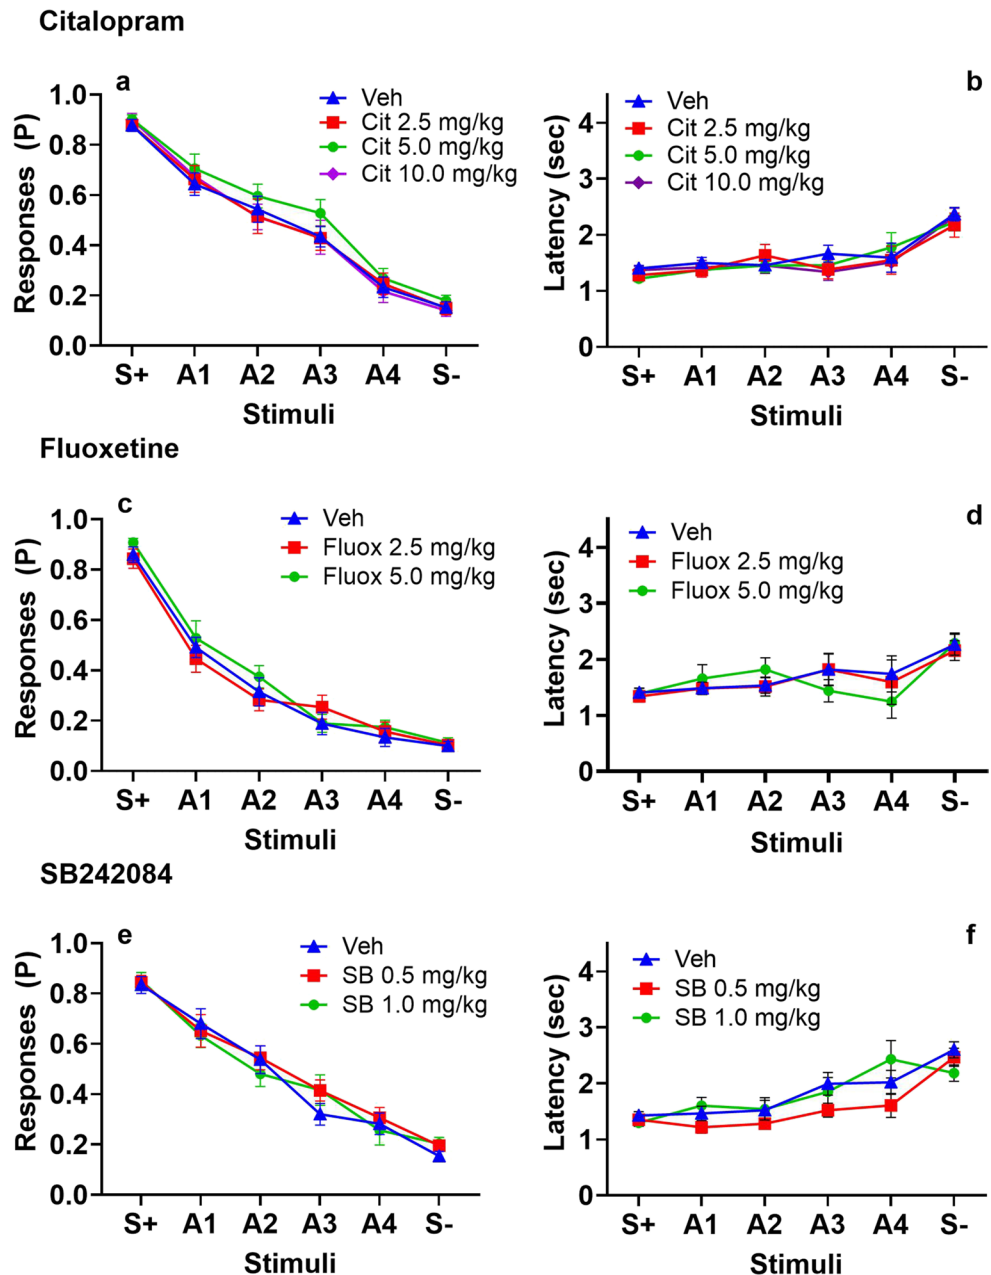 Citalopram
a
Responses (P)
1.0
0.8
0.6
0.4
0.2
0.0
Veh
Cit 2.5 mg/kg
Cit 5.0 mg/kg
Cit 10.0 mg/kg
S+ A1 A2 A3 A4 S-
Stimuli
b
Latency (sec)
4
3
2
1
0
Veh
Cit 2.5 mg/kg
Cit 5.0 mg/kg
Cit 10.0 mg/kg
S+ A1 A2 A3 A4 S-
Stimuli
Fluoxetine
c
Responses (P)
1.0
0.8
0.6
0.4
0.2
0.0
Veh
Fluox 2.5 mg/kg
Fluox 5.0 mg/kg
S+ A1 A2 A3 A4 S-
Stimuli
d
Latency (sec)
4
3
2
1
0
Veh
Fluox 2.5 mg/kg
Fluox 5.0 mg/kg
S+ A1 A2 A3 A4 S-
Stimuli
SB242084
e
Responses (P)
1.0
0.8
0.6
0.4
0.2
0.0
Veh
SB 0.5 mg/kg
SB 1.0 mg/kg
S+ A1 A2 A3 A4 S-
Stimuli
f
Latency (sec)
4
3
2
1
0
Veh
SB 0.5 mg/kg
SB 1.0 mg/kg
S+ A1 A2 A3 A4 S-
Stimuli